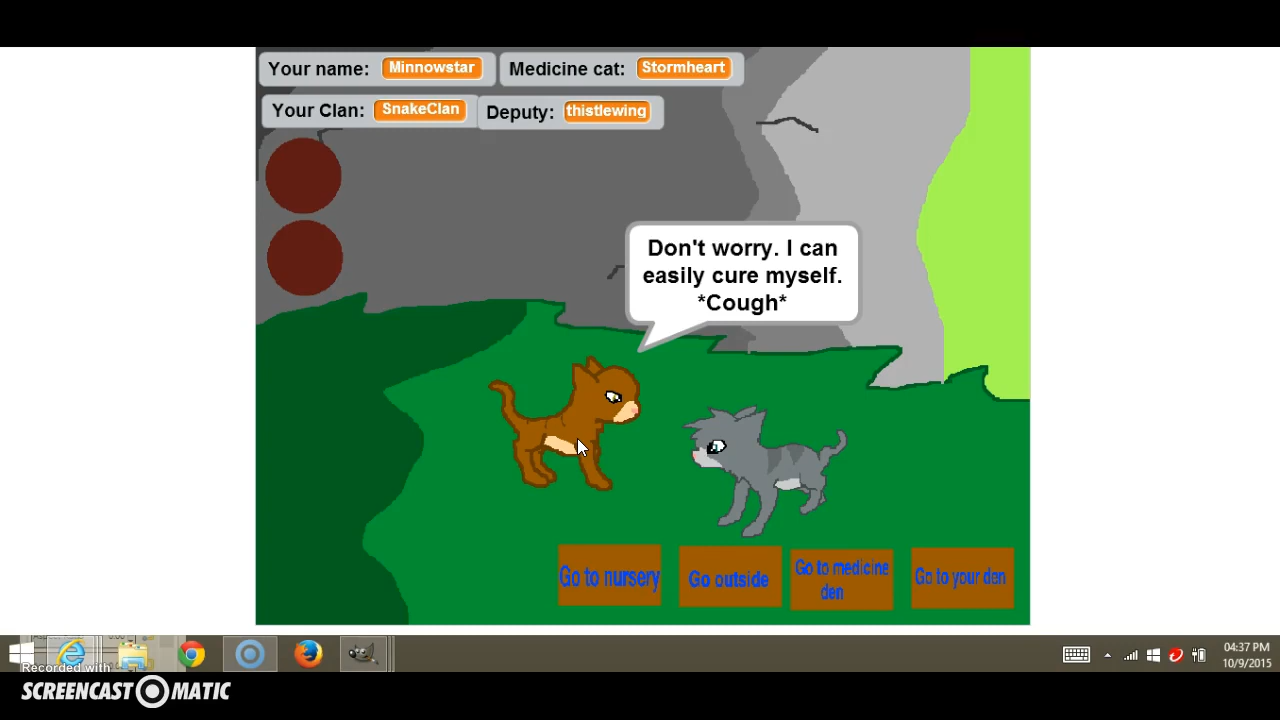 Your name: Minnowstar
Medicine cat: Stormheart
Your Clan: SnakeClan
Deputy: thistlewing
Don't worry. I can
easily cure myself.
*Cough*
Go to nursery
Go outside
Go to medicine
den
Go to your den
04:37 PM
10/9/2015
Recorded with
SCREENCAST MATIC